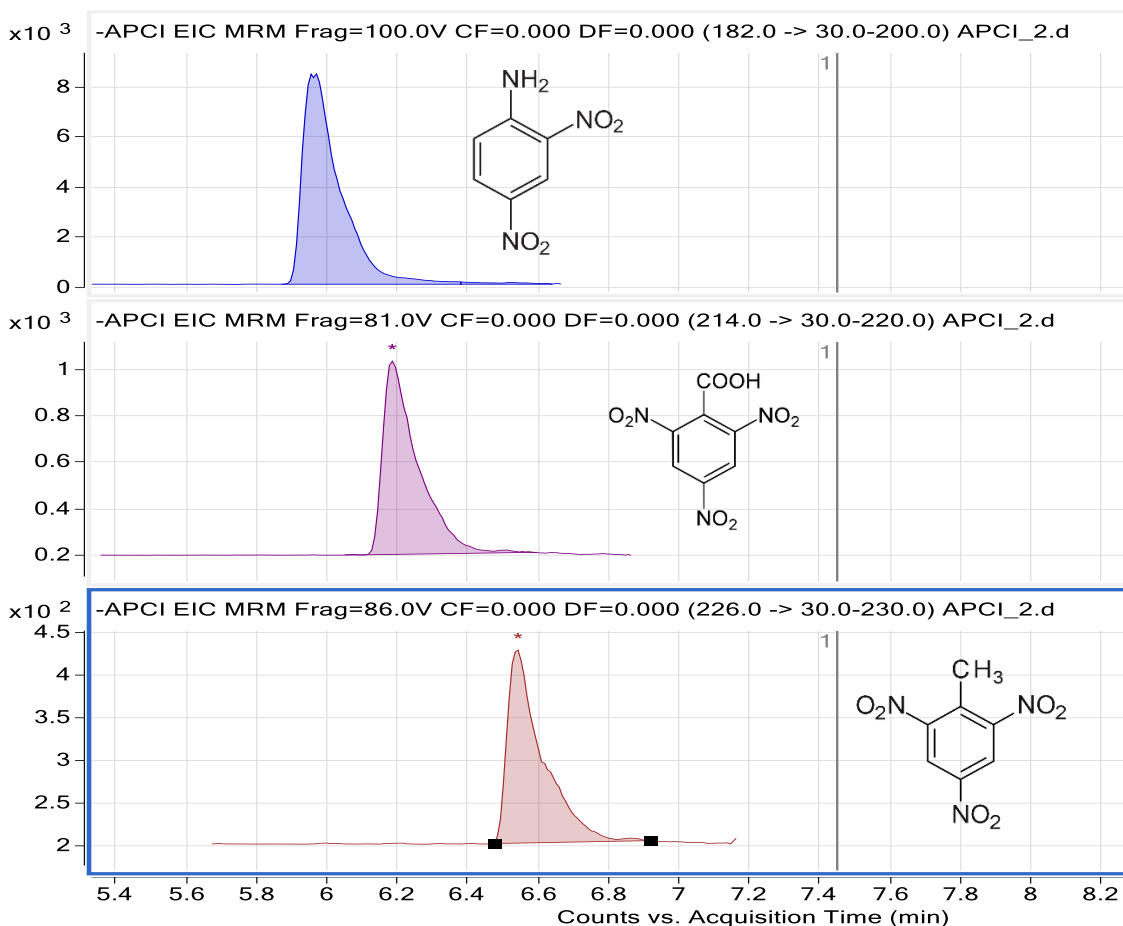 x10 3
-APCI EIC MRM Frag=100.0V CF=0.000 DF=0.000 (182.0 -> 30.0-200.0) APCI_2.d
1
8
6
4
2
0
NH2
NO2
NO2
x10 3
-APCI EIC MRM Frag=81.0V CF=0.000 DF=0.000 (214.0 -> 30.0-220.0) APCI_2.d
*
1
1
0.8
0.6
0.4
0.2
COOH
O2N
NO2
NO2
x10 2
-APCI EIC MRM Frag=86.0V CF=0.000 DF=0.000 (226.0 -> 30.0-230.0) APCI_2.d
*
1
4.5
4
3.5
3
2.5
2
CH3
O2N
NO2
NO2
5.4 5.6 5.8 6 6.2 6.4 6.6 6.8 7 7.2 7.4 7.6 7.8 8 8.2
Counts vs. Acquisition Time (min)